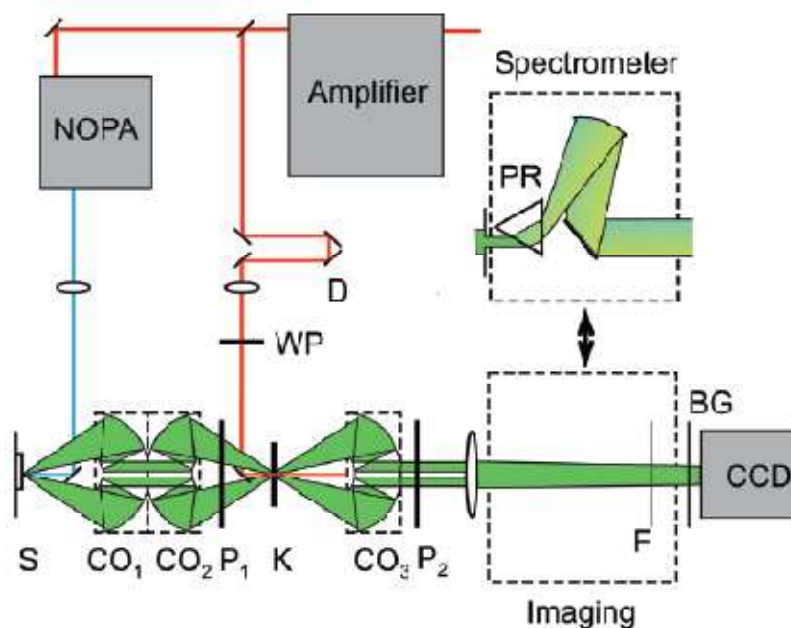 Amplifier
Spectrometer
NOPA
PR
D
WP
BG
CCD
S CO₁ CO₂ P₁ K CO₃ P₂ F
Imaging